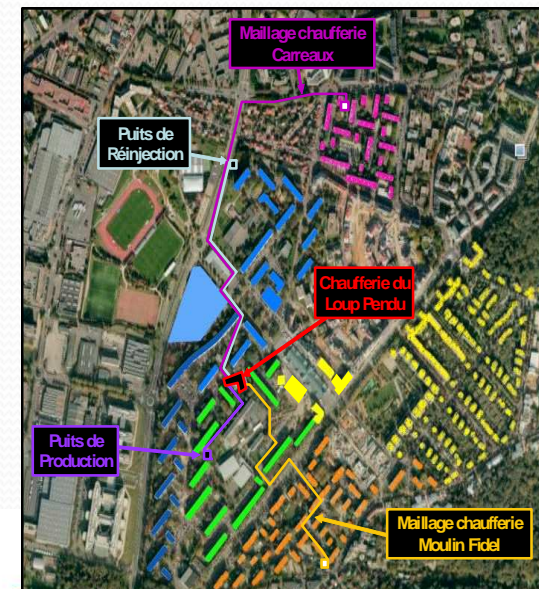 Maillage chaufferie
Carreaux
Puits de
Réinjection
Chaufferie du
Loup Pendu
Puits de
Production
Maillage chaufferie
Moulin Fidel